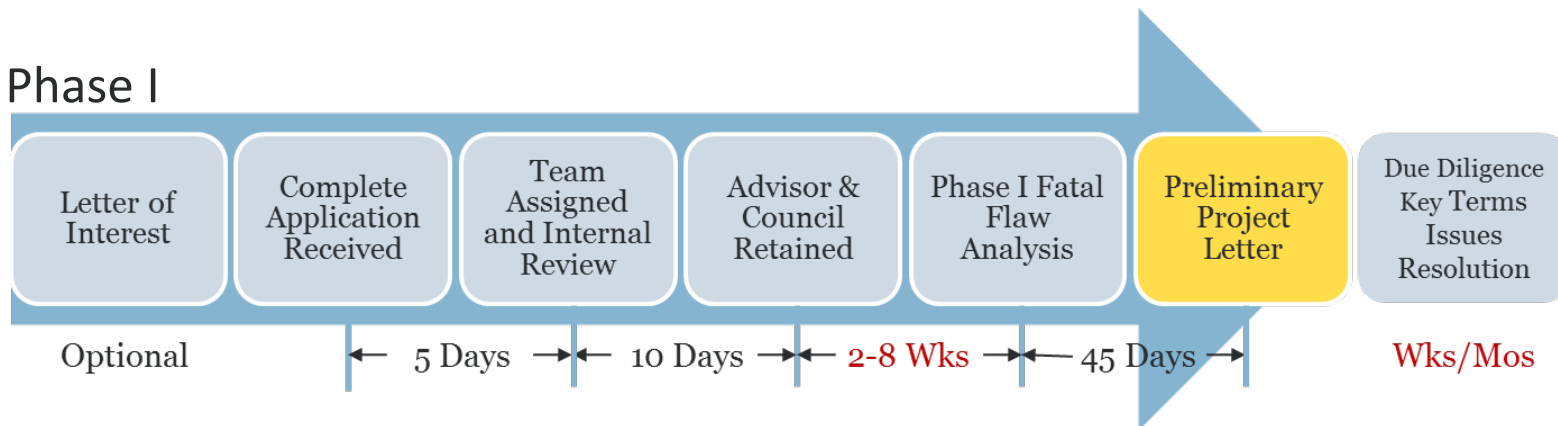 Phase I
Letter of
Interest
Complete
Application
Received
Team
Assigned
and Internal
Review
Advisor &
Council
Retained
Phase I Fatal
Flaw
Analysis
Preliminary
Project
Letter
Due Diligence
Key Terms
Issues
Resolution
Optional
5 Days
10 Days
2-8 Wks
45 Days
Wks/Mos